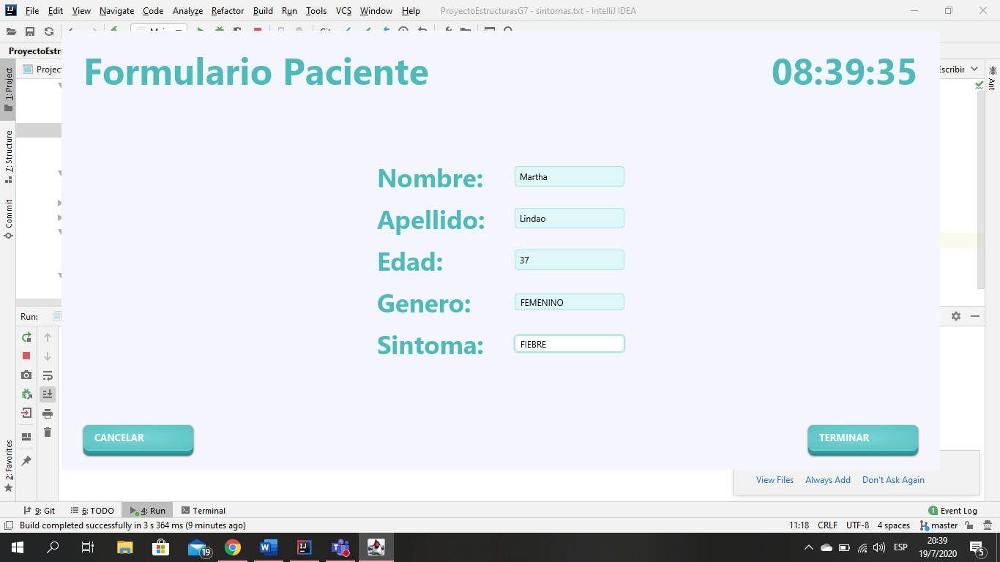 File Edit View Navigate Code Analyze Refactor Build Run Tools VCS Window Help ProyectoEstructurasG7 - sintomas.txt - IntelliJ IDEA
ProyectoEstr
1: Project
Formulario Paciente 08:39:35
Ant
7: Structure
Commit
Nombre: Martha
Apellido: Lindao
Edad: 37
Genero: FEMENINO
Sintoma: FIEBRE
Run:
CANCELAR TERMINAR
2: Favorites
View Files Always Add Don't Ask Again
9: Git 6: TODO 4: Run Terminal 1 Event Log
Build completed successfully in 3 s 364 ms (9 minutes ago) 11:18 CRLF UTF-8 4 spaces master
19 ESP 20:39
19/7/2020 5